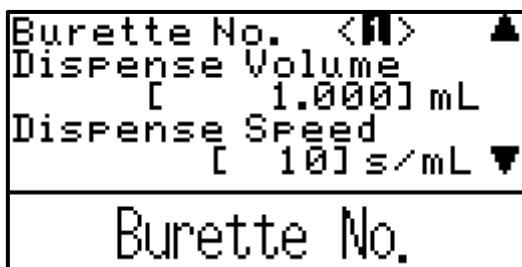 Burette No. <1> ▲
Dispense Volume
[ 1.000] mL
Dispense Speed
[ 10] s/mL ▼
Burette No.